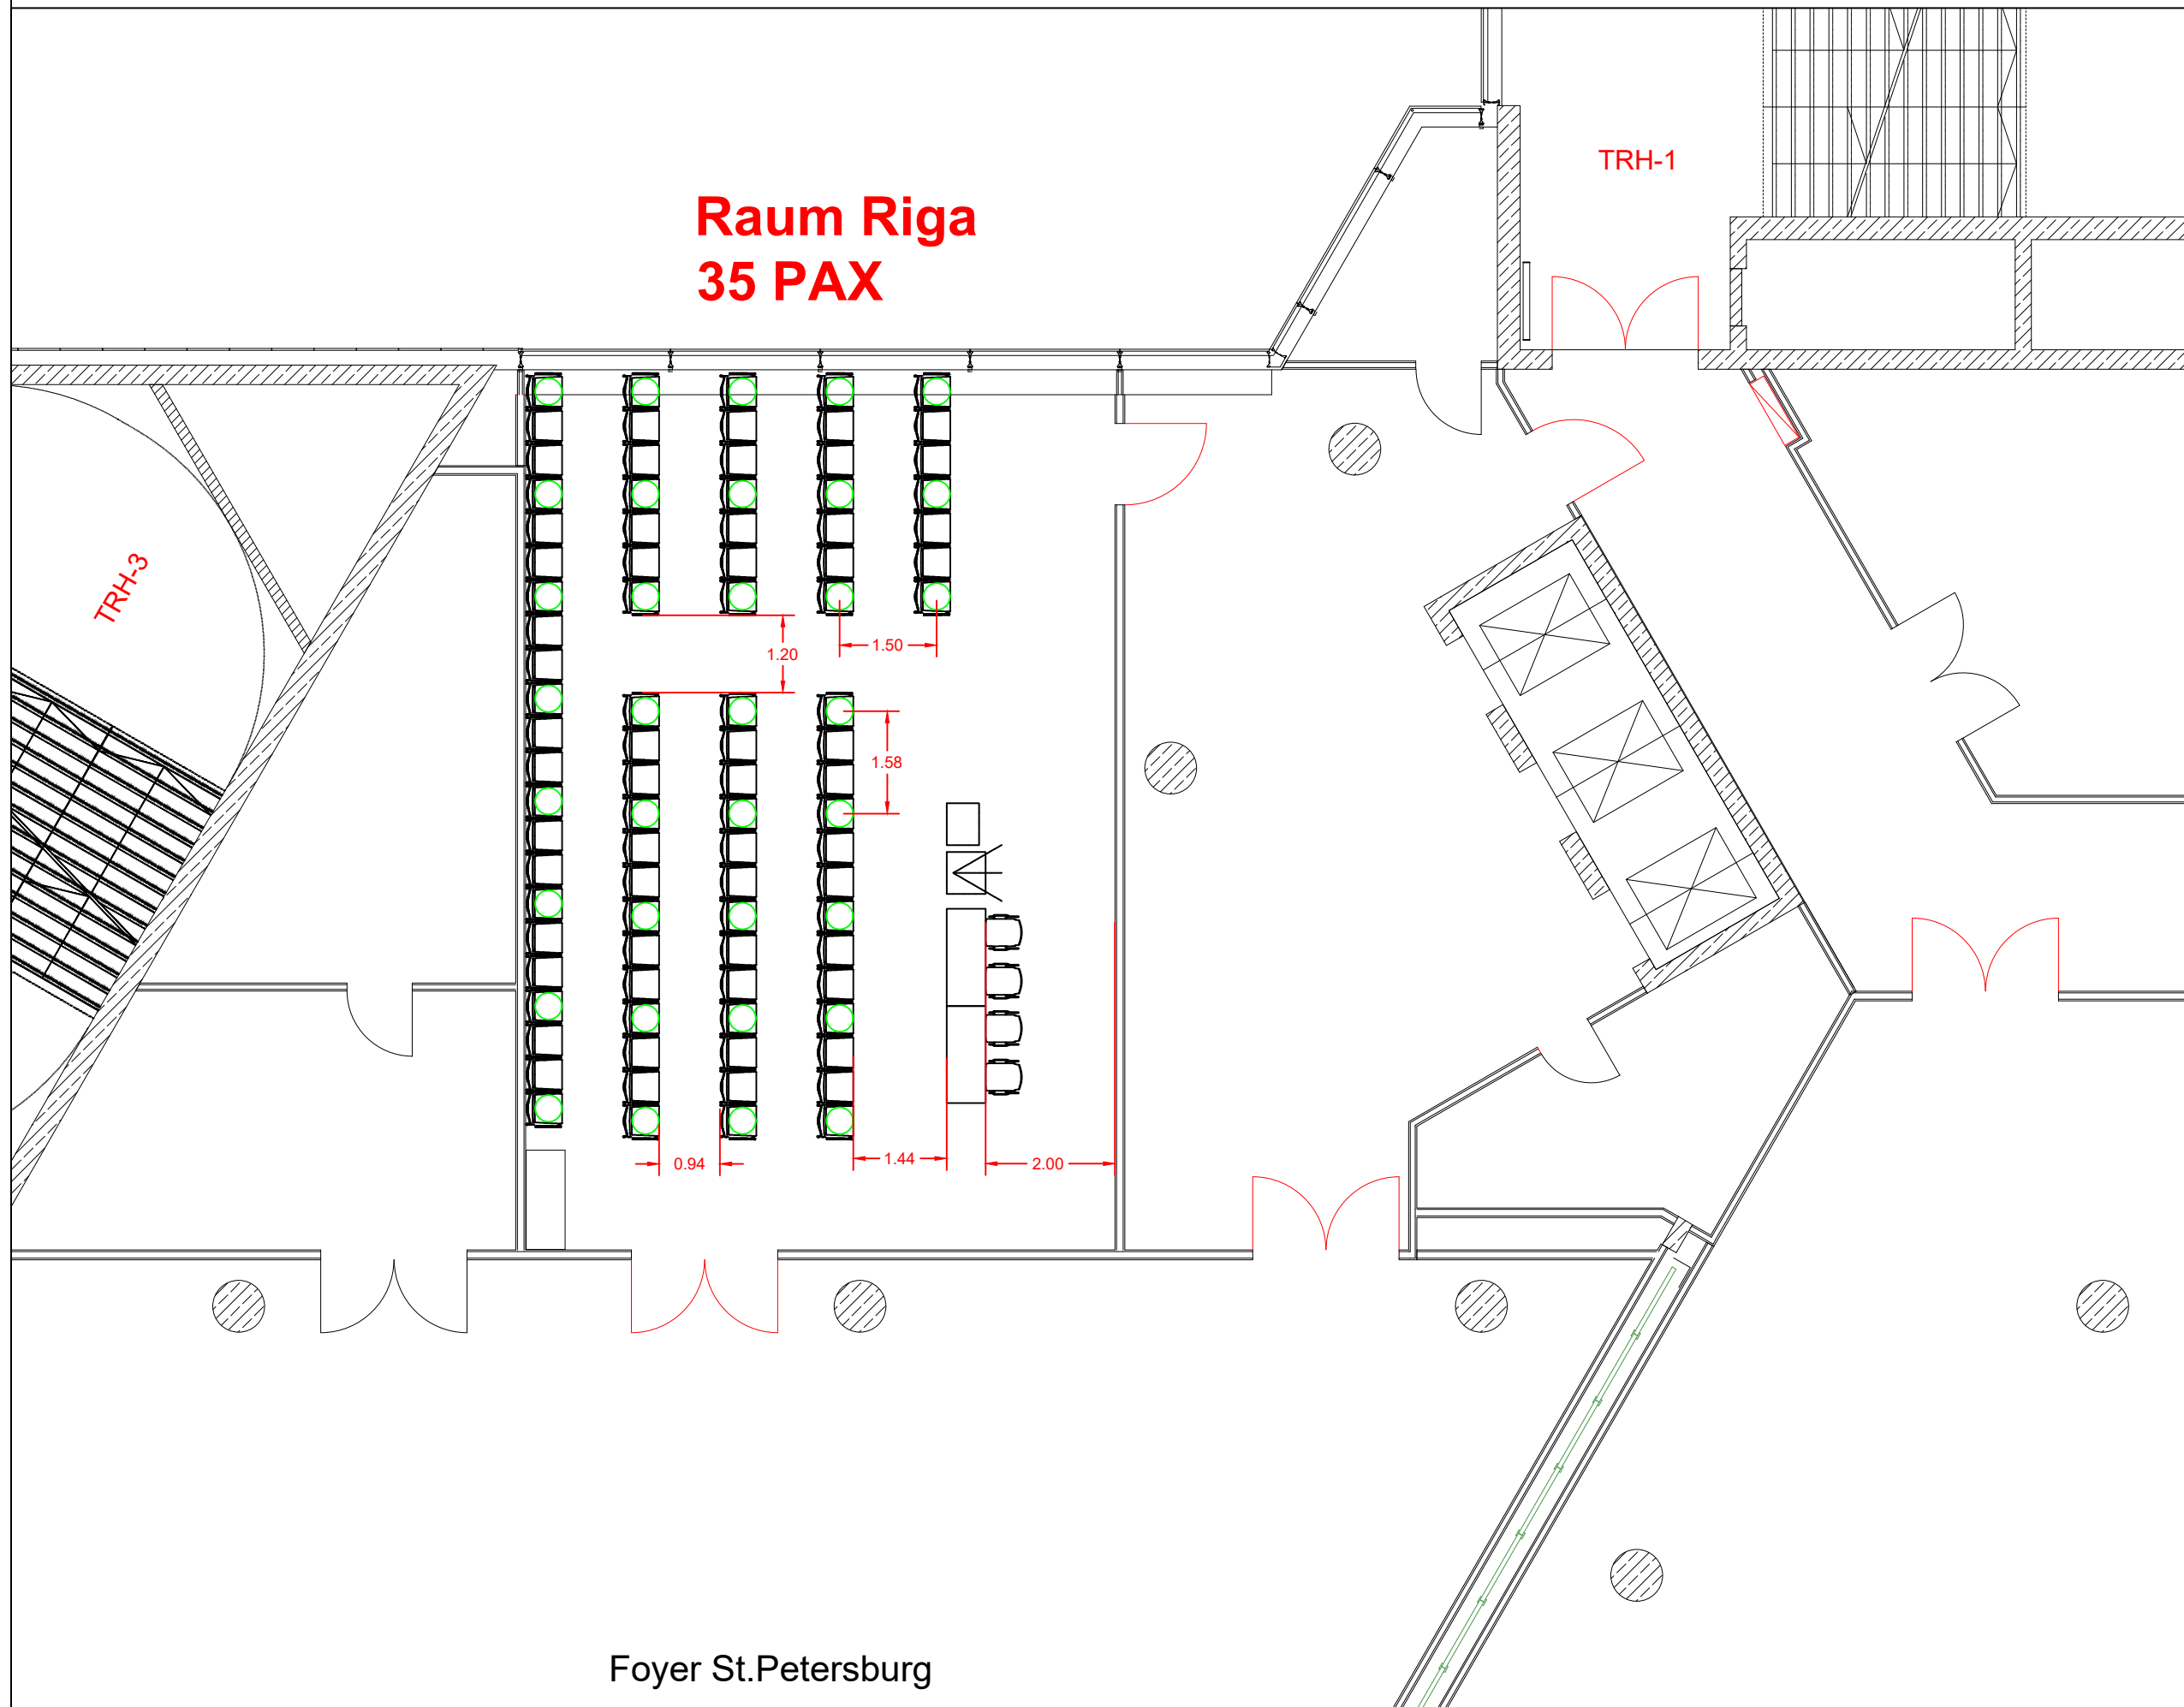 TRH-1
Raum Riga
35 PAX
TRH-3
1.50
1.20
1.58
1.44
0.94
2.00
Foyer St.Petersburg